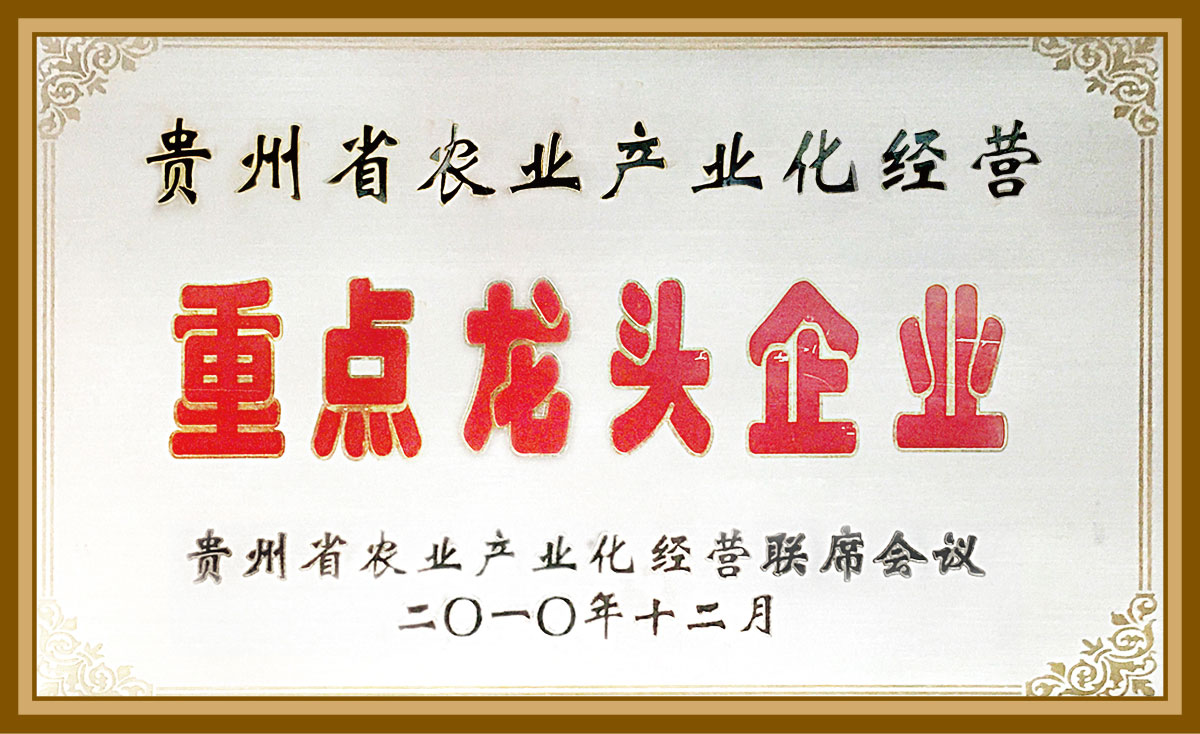 贵州省农业产业化经营
重点龙头企业
贵州省农业产业化经营联席会议
二〇一〇年十二月